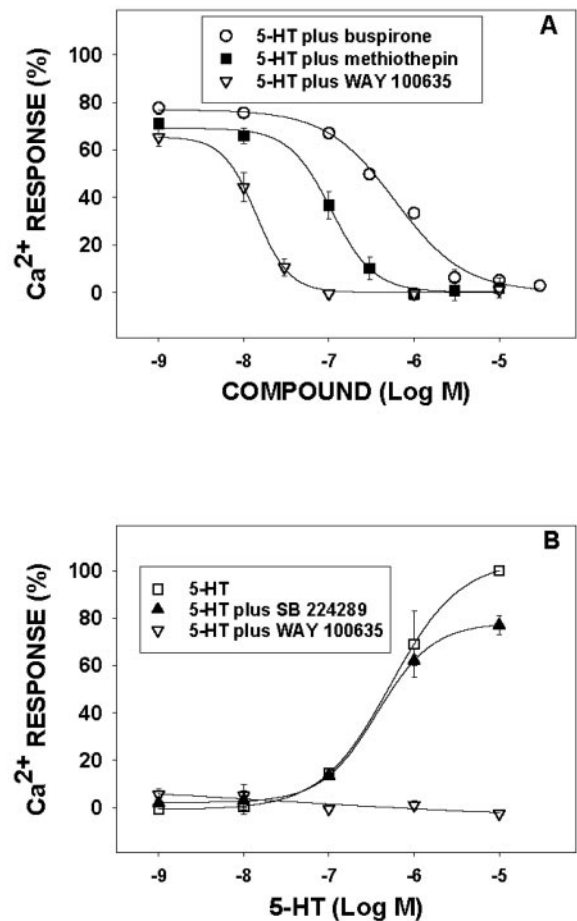 A
5-HT plus buspirone
5-HT plus methiothepin
5-HT plus WAY 100635
Ca2+ RESPONSE (%)
100
80
60
40
20
0
-9 -8 -7 -6 -5
COMPOUND (Log M)
B
5-HT
5-HT plus SB 224289
5-HT plus WAY 100635
Ca2+ RESPONSE (%)
100
80
60
40
20
0
-9 -8 -7 -6 -5
5-HT (Log M)